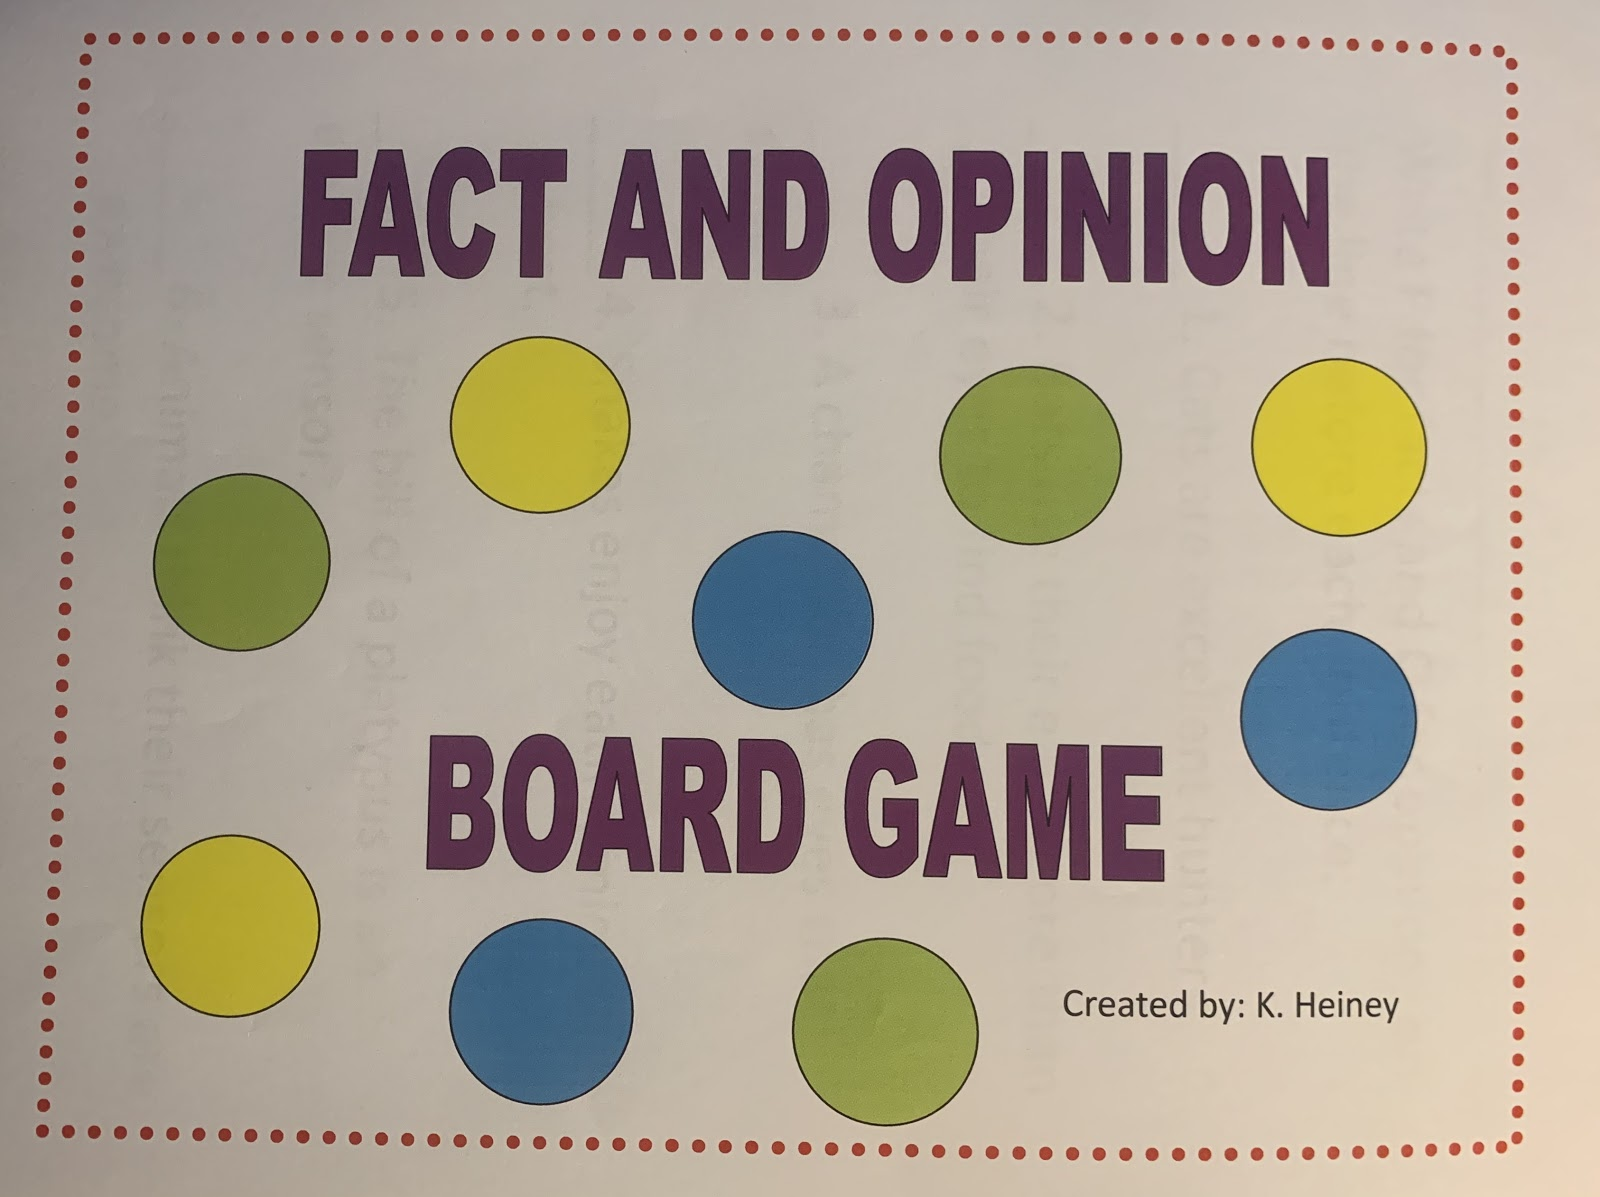 FACT AND OPINION
BOARD GAME
Created by: K. Heiney